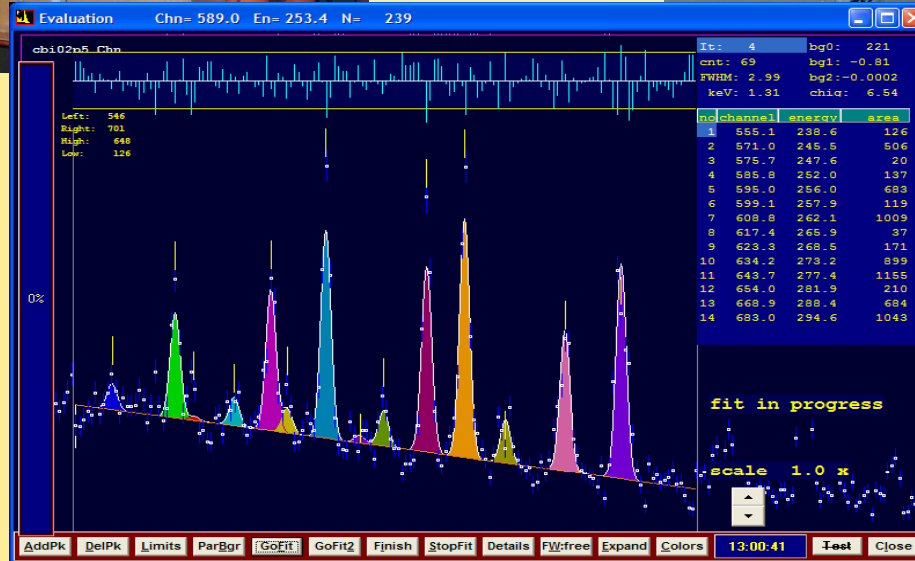 Evaluation Chn= 589.0 En= 253.4 N= 239
cbi02p5 Chn
Left: 546
Right: 701
High: 648
Low: 126
0%
It: 4 bg0: 221
cnt: 69 bg1: -0.81
FWHM: 2.99 bg2:-0.0002
keV: 1.31 chiq: 6.54
no channel energy area
1 555.1 238.6 126
2 571.0 245.5 506
3 575.7 247.6 20
4 585.8 252.0 137
5 595.0 256.0 683
6 599.1 257.9 119
7 608.8 262.1 1009
8 617.4 265.9 37
9 623.3 268.5 171
10 634.2 273.2 899
11 643.7 277.4 1155
12 654.0 281.9 210
13 668.9 288.4 684
14 683.0 294.6 1043
fit in progress
scale 1.0 x
AddPk DelPk Limits ParBgr GoFit GoFit2 Finish StopFit Details FW:free Expand Colors 13:00:41 Test Close